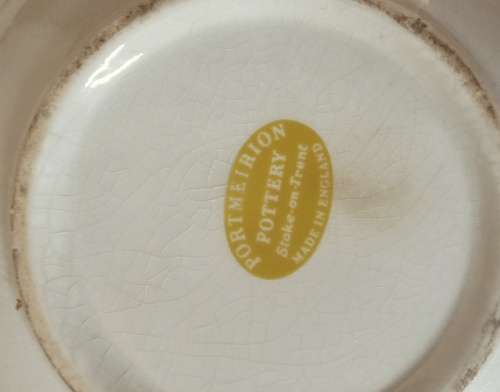 PORTMEIRION
POTTERY
Stoke-on-Trent
MADE IN ENGLAND